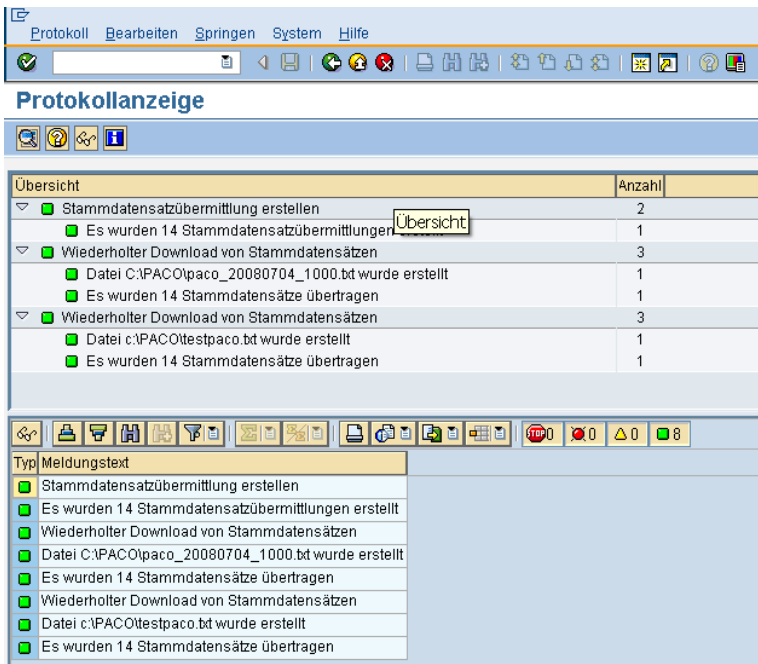 Protokoll Bearbeiten Springen System Hilfe
Protokollanzeige
Übersicht Anzahl
Stammdatensatzübermittlung erstellen 2
Übersicht
Es wurden 14 Stammdatensatzübermittlungen erstellt 1
Wiederholter Download von Stammdatensätzen 3
Datei C:\PACO\paco_20080704_1000.txt wurde erstellt 1
Es wurden 14 Stammdatensätze übertragen 1
Wiederholter Download von Stammdatensätzen 3
Datei c:\PACO\testpaco.txt wurde erstellt 1
Es wurden 14 Stammdatensätze übertragen 1
STOP 0 0 0 8
Typ Meldungstext
Stammdatensatzübermittlung erstellen
Es wurden 14 Stammdatensatzübermittlungen erstellt
Wiederholter Download von Stammdatensätzen
Datei C:\PACO\paco_20080704_1000.txt wurde erstellt
Es wurden 14 Stammdatensätze übertragen
Wiederholter Download von Stammdatensätzen
Datei c:\PACO\testpaco.txt wurde erstellt
Es wurden 14 Stammdatensätze übertragen